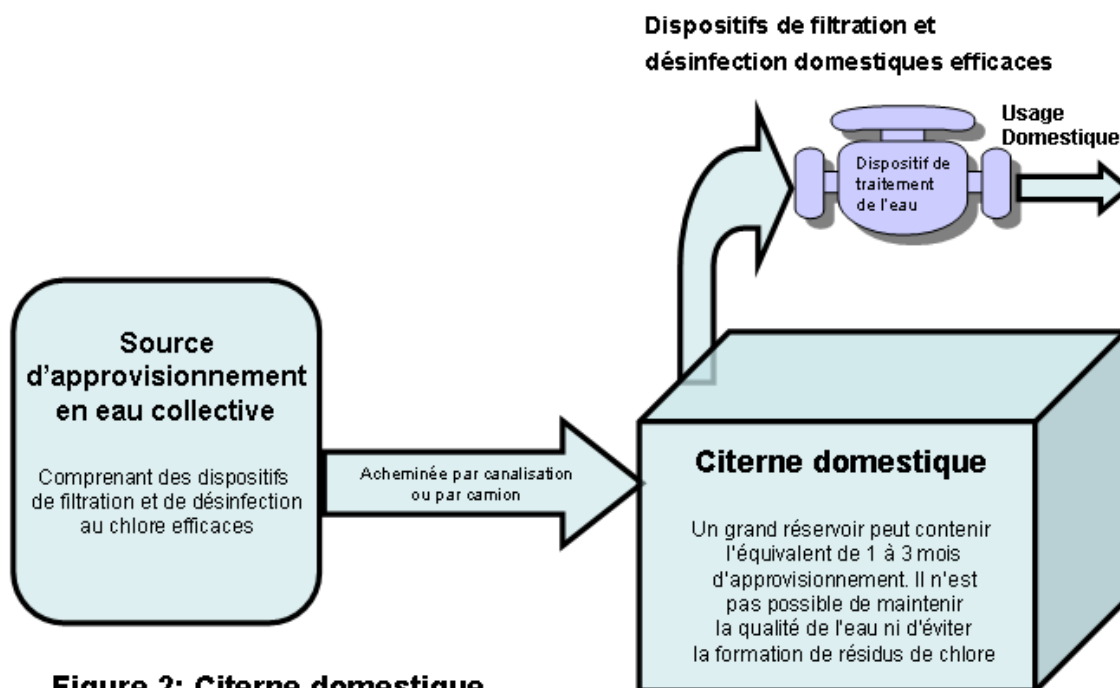 Dispositifs de filtration et
désinfection domestiques efficaces
Usage
Domestique
Dispositif de
traitement
de l'eau
Source
d'approvisionnement
en eau collective
Comprenant des dispositifs
de filtration et de désinfection
au chlore efficaces
Acheminée par canalisation
ou par camion
Citerne domestique
Un grand réservoir peut contenir
l'équivalent de 1 à 3 mois
d'approvisionnement. Il n'est
pas possible de maintenir
la qualité de l'eau ni d'éviter
la formation de résidus de chlore
Figure 2: Citerne domestique